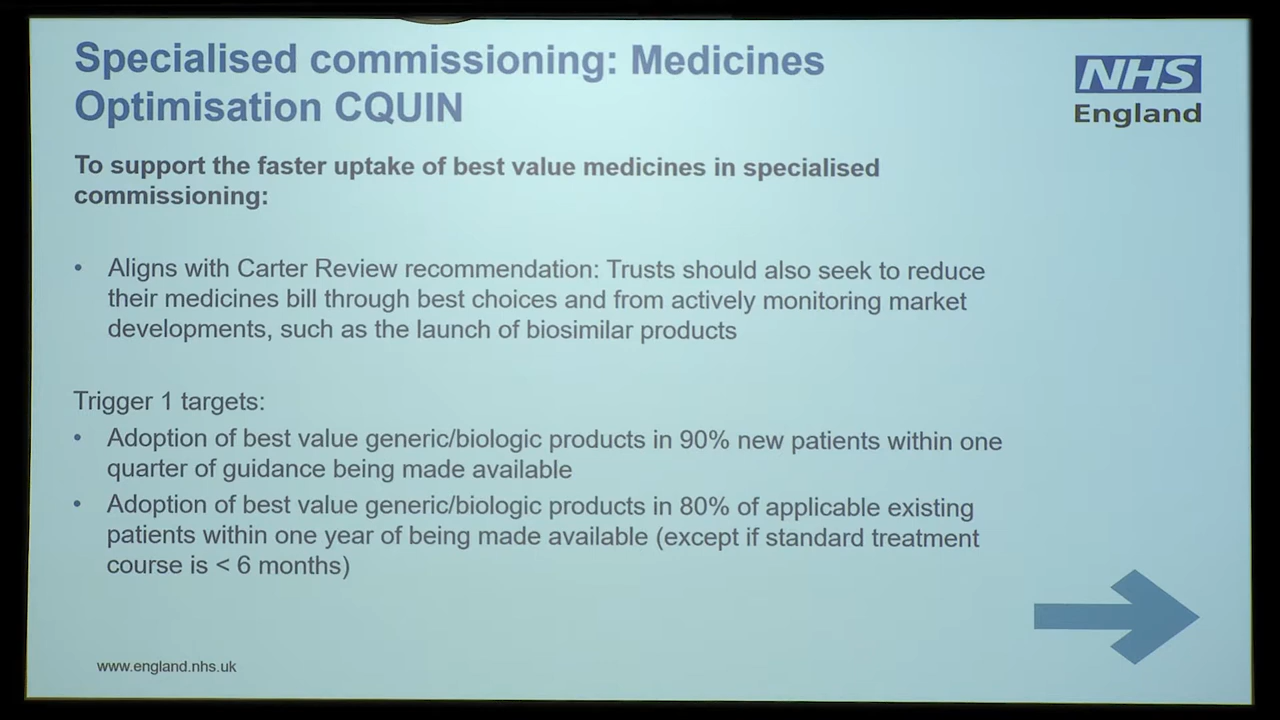 Specialised commissioning: Medicines
Optimisation CQUIN
NHS
England
To support the faster uptake of best value medicines in specialised
commissioning:
• Aligns with Carter Review recommendation: Trusts should also seek to reduce
their medicines bill through best choices and from actively monitoring market
developments, such as the launch of biosimilar products
Trigger 1 targets:
• Adoption of best value generic/biologic products in 90% new patients within one
quarter of guidance being made available
• Adoption of best value generic/biologic products in 80% of applicable existing
patients within one year of being made available (except if standard treatment
course is < 6 months)
www.england.nhs.uk